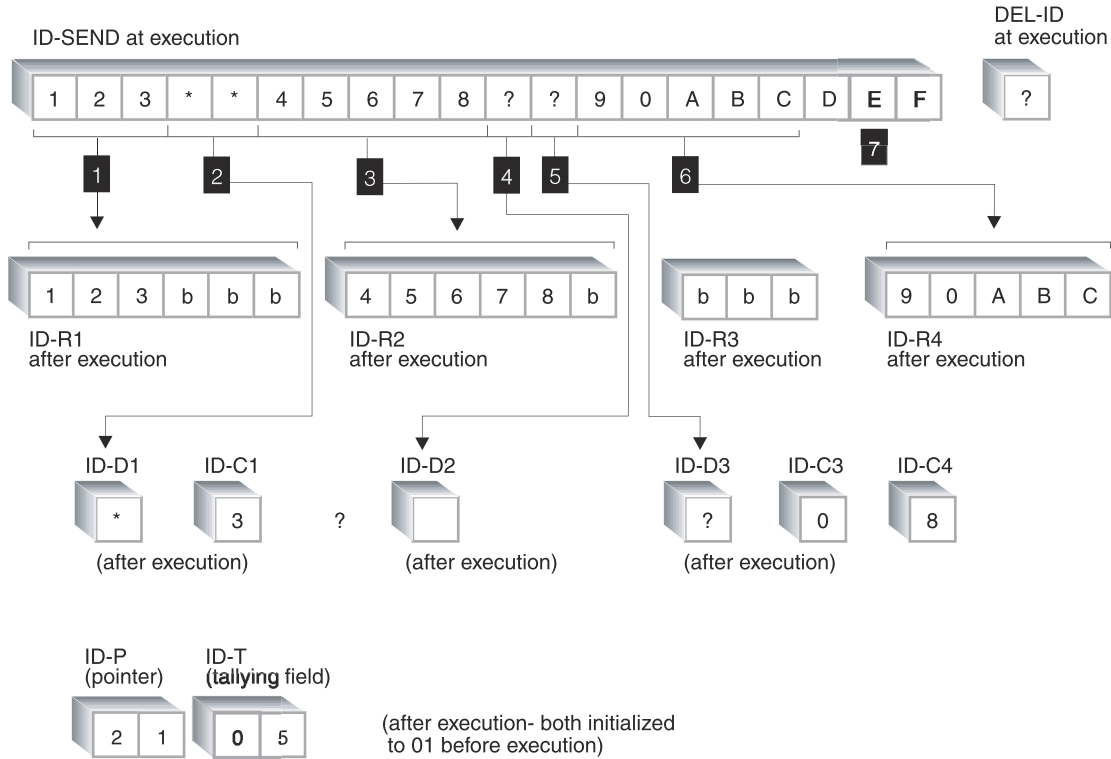 ID-SEND at execution
DEL-ID
at execution
1 2 3 * * 4 5 6 7 8 ? ? 9 0 A B C D E F
?
1 2 3 4 5 6 7
1 2 3 b b b
4 5 6 7 8 b
b b b
9 0 A B C
ID-R1
after execution
ID-R2
after execution
ID-R3
after execution
ID-R4
after execution
ID-D1
ID-C1
ID-D2
ID-D3
ID-C3
ID-C4
*
3
?
?
0
8
(after execution)
(after execution)
(after execution)
ID-P
(pointer)
ID-T
(tallying field)
2 1
0 5
(after execution- both initialized
to 01 before execution)